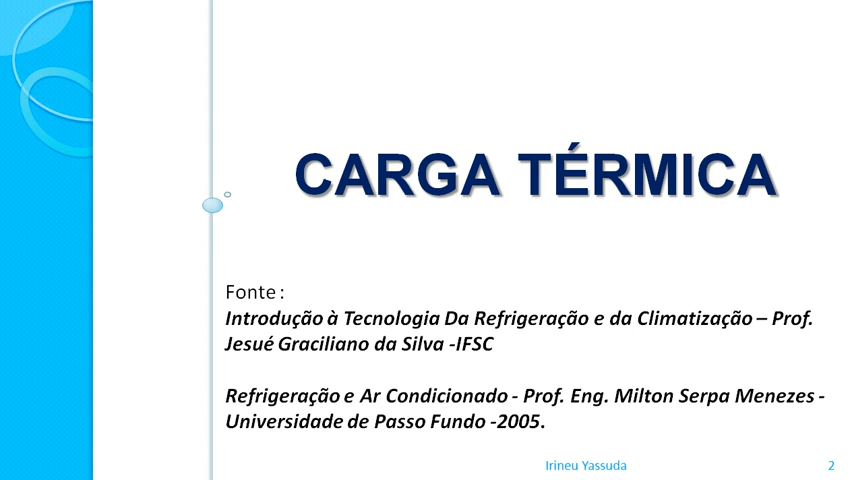 CARGA TÉRMICA
Fonte :
Introdução à Tecnologia Da Refrigeração e da Climatização – Prof.
Jesué Graciliano da Silva -IFSC
Refrigeração e Ar Condicionado - Prof. Eng. Milton Serpa Menezes -
Universidade de Passo Fundo -2005.
Irineu Yassuda
2